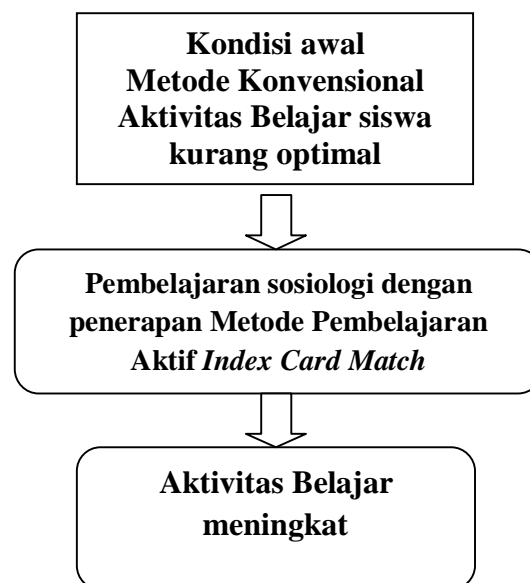 Kondisi awal
Metode Konvensional
Aktivitas Belajar siswa
kurang optimal
Pembelajaran sosiologi dengan
penerapan Metode Pembelajaran
Aktif Index Card Match
Aktivitas Belajar
meningkat